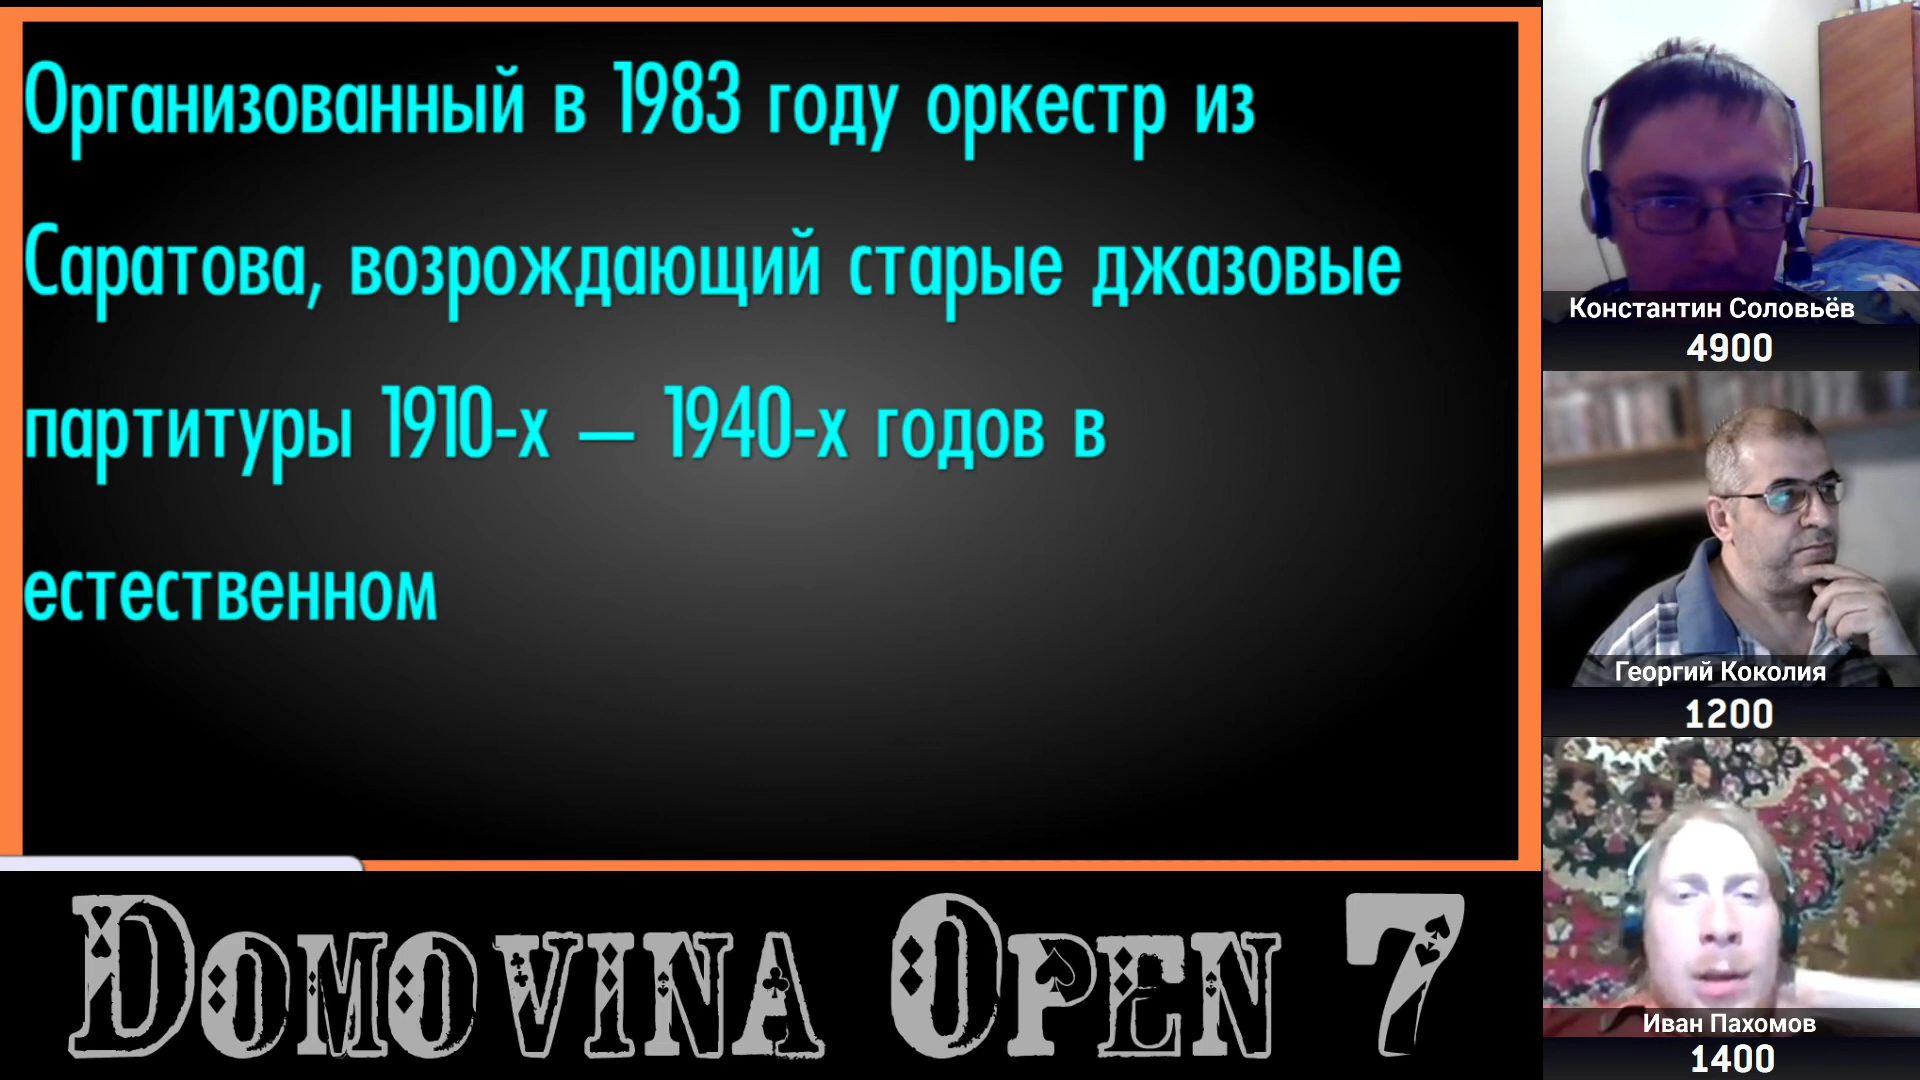 Организованный в 1983 году оркестр из
Саратова, возрождающий старые джазовые
партитуры 1910-х — 1940-х годов в
естественном
Константин Соловьёв
4900
Георгий Коколия
1200
Иван Пахомов
1400
Domovina Open 7